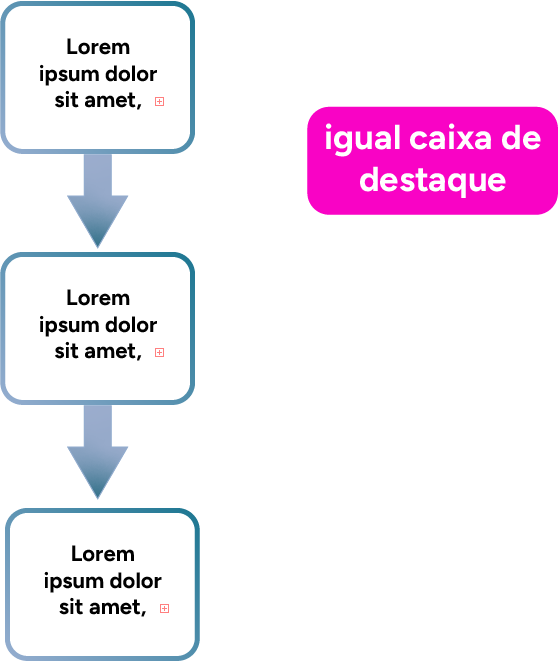 Lorem
ipsum dolor
sit amet,
igual caixa de
destaque
Lorem
ipsum dolor
sit amet,
Lorem
ipsum dolor
sit amet,